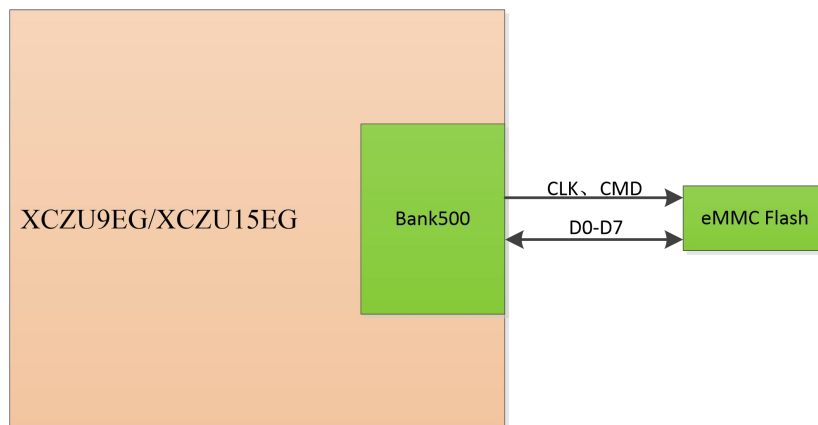 XCZU9EG/XCZU15EG
Bank500
CLK、CMD
D0-D7
eMMC Flash